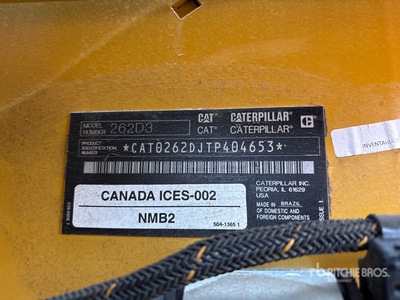 MODEL NUMBER 262D3 CAT CATERPILLAR
PRODUCT IDENTIFICATION NUMBER CAT CATERPILLAR
*CAT0262DJTP404653*
CANADA ICES-002
NMB2
504-1365 1
CATERPILLAR INC.
PEORIA, IL 61629
USA
MADE IN BRAZIL
OF DOMESTIC AND
FOREIGN COMPONENTS
ISSUE 1
INVENTARIA
RITCHIE BROS.